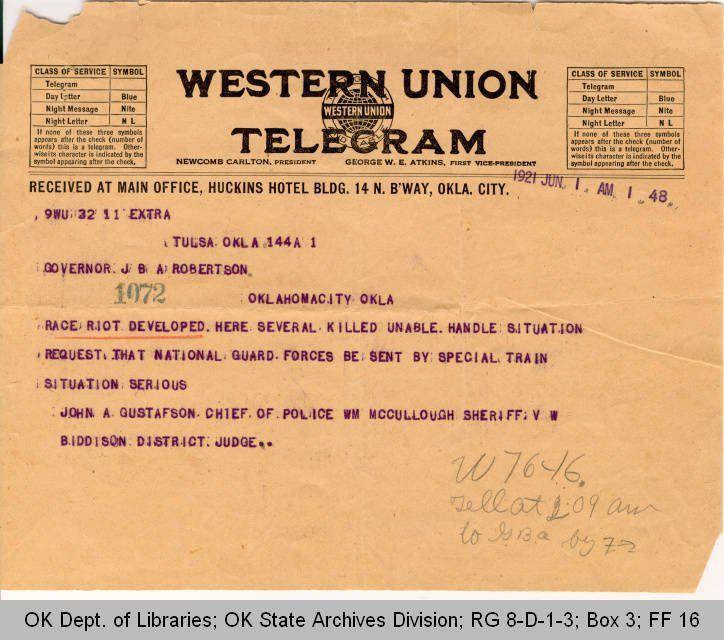 CLASS OF SERVICE SYMBOL
Telegram
Day Letter Blue
Night Message Nite
Night Letter N L
If none of these three symbols
appears after the check (number of
words) this is a telegram. Other-
wise its character is indicated by the
symbol appearing after the check.
WESTERN UNION
WESTERN UNION
TELEGRAM
NEWCOMB CARLTON, PRESIDENT GEORGE W. E. ATKINS, FIRST VICE-PRESIDENT
CLASS OF SERVICE SYMBOL
Telegram
Day Letter Blue
Night Message Nite
Night Letter N L
If none of these three symbols
appears after the check (number of
words) this is a telegram. Other-
wise its character is indicated by the
symbol appearing after the check.
RECEIVED AT MAIN OFFICE, HUCKINS HOTEL BLDG. 14 N. B'WAY, OKLA. CITY.
1921 JUN 1 AM 1 48
9WU 32 11 EXTRA
TULSA OKLA 144A 1
GOVERNOR J B A ROBERTSON
1072 OKLAHOMACITY OKLA
RACE RIOT DEVELOPED HERE SEVERAL KILLED UNABLE HANDLE SITUATION
REQUEST THAT NATIONAL GUARD FORCES BE SENT BY SPECIAL TRAIN
SITUATION SERIOUS
JOHN A GUSTAFSON CHIEF OF POLICE WM MCCULLOUGH SHERIFF V W
BIDDISON DISTRICT JUDGE..
W 7646.
at 2:09 am
to by
OK Dept. of Libraries; OK State Archives Division; RG 8-D-1-3; Box 3; FF 16